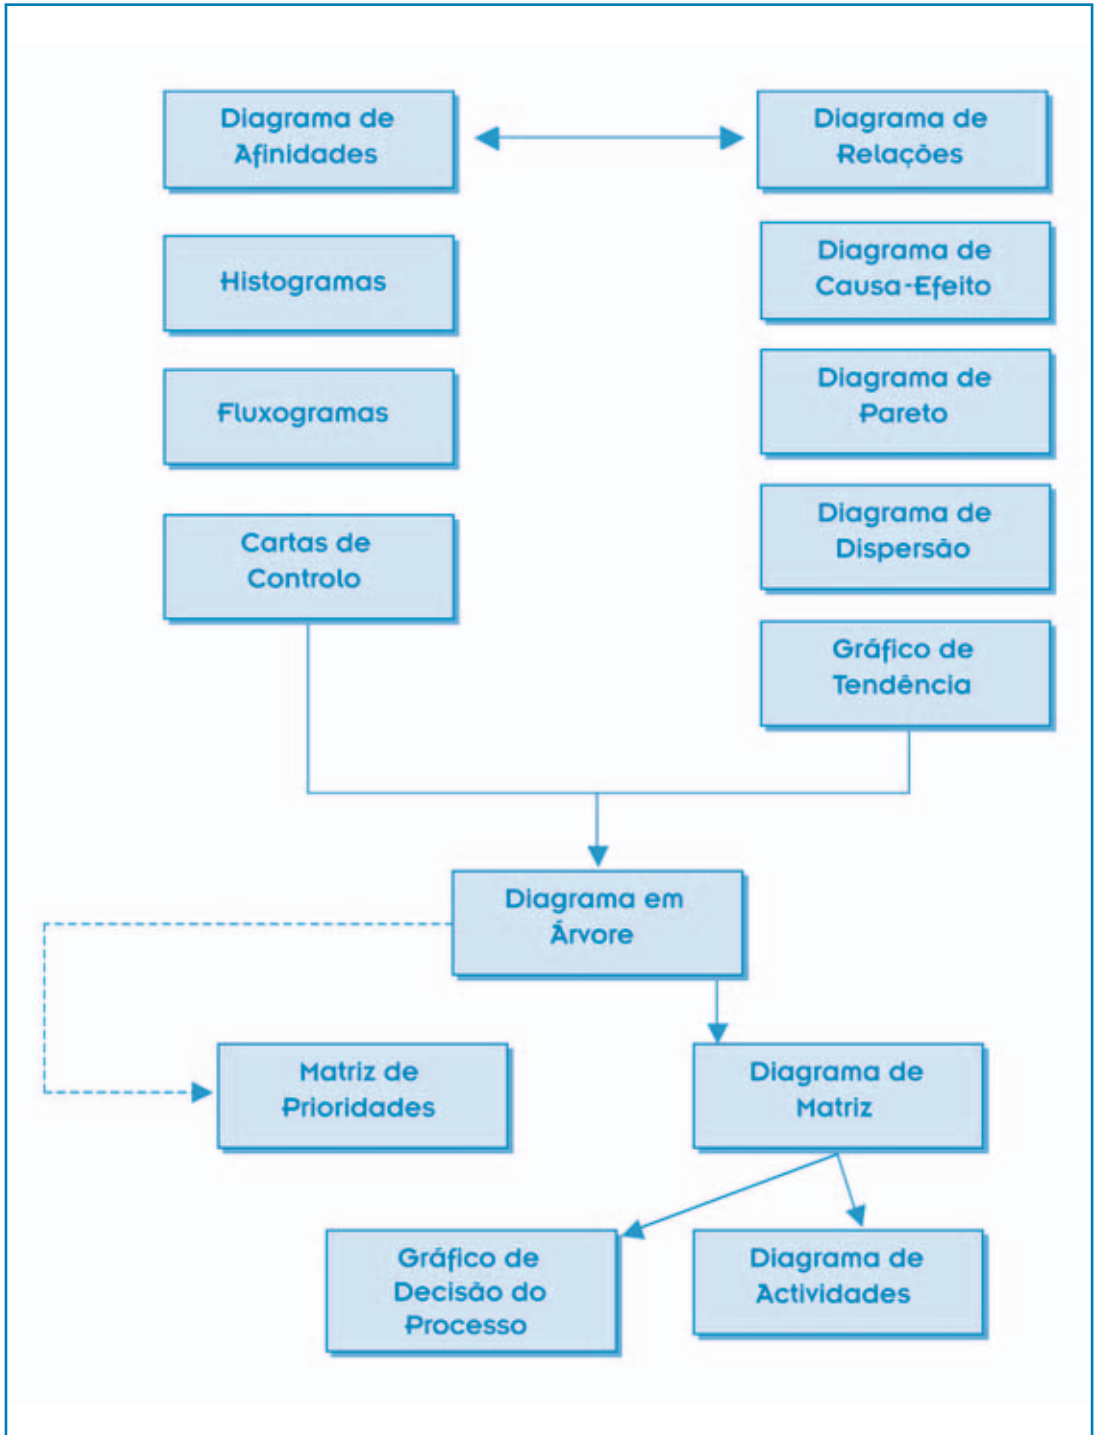 Diagrama de
Afinidades
Diagrama de
Relações
Histogramas
Diagrama de
Causa-Efeito
Fluxogramas
Diagrama de
Pareto
Cartas de
Controlo
Diagrama de
Dispersão
Gráfico de
Tendência
Diagrama em
Árvore
Matriz de
Prioridades
Diagrama de
Matriz
Gráfico de
Decisão do
Processo
Diagrama de
Actividades